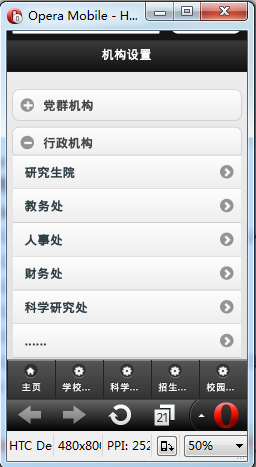 Opera Mobile - H...
机构设置
党群机构
行政机构
研究生院
教务处
人事处
财务处
科学研究处
......
主页 学校... 科学... 招生... 校园...
21
HTC De 480x800 PPI: 252 50%